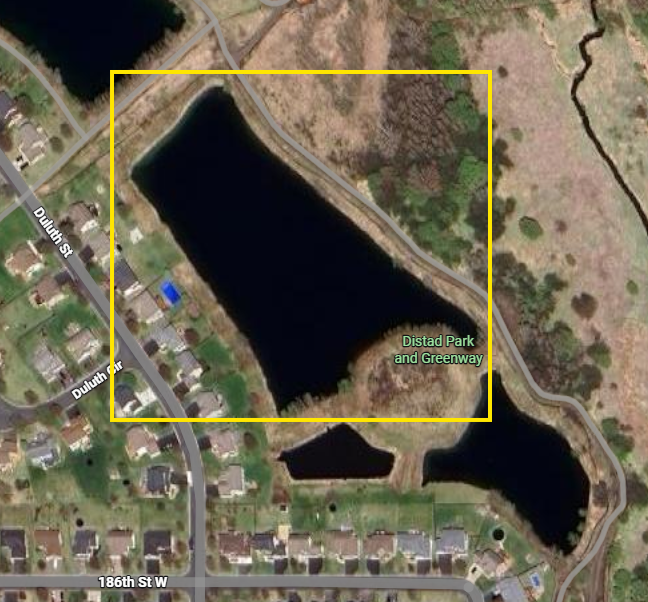 Duluth St
Distad Park
and Greenway
Duluth Cir
186th St W